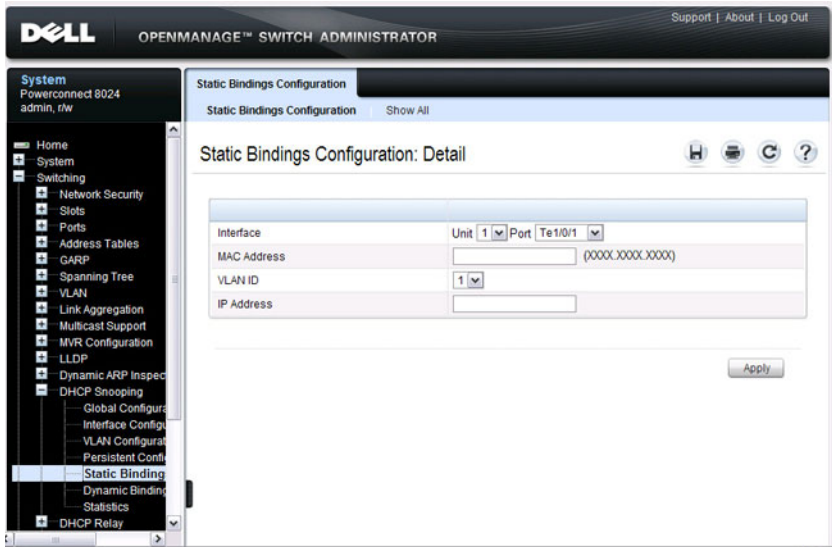 Support | About | Log Out
DELL OPENMANAGE™ SWITCH ADMINISTRATOR
System
Powerconnect 8024
admin, r/w
Home
System
Switching
Network Security
Slots
Ports
Address Tables
GARP
Spanning Tree
VLAN
Link Aggregation
Multicast Support
MVR Configuration
LLDP
Dynamic ARP Inspec
DHCP Snooping
Global Configura
Interface Configu
VLAN Configurat
Persistent Confi
Static Binding
Dynamic Binding
Statistics
DHCP Relay
Static Bindings Configuration
Static Bindings Configuration Show All
Static Bindings Configuration: Detail
?
Interface Unit 1 Port Te1/0/1
MAC Address (XXXX.XXXX.XXXX)
VLAN ID 1
IP Address
Apply